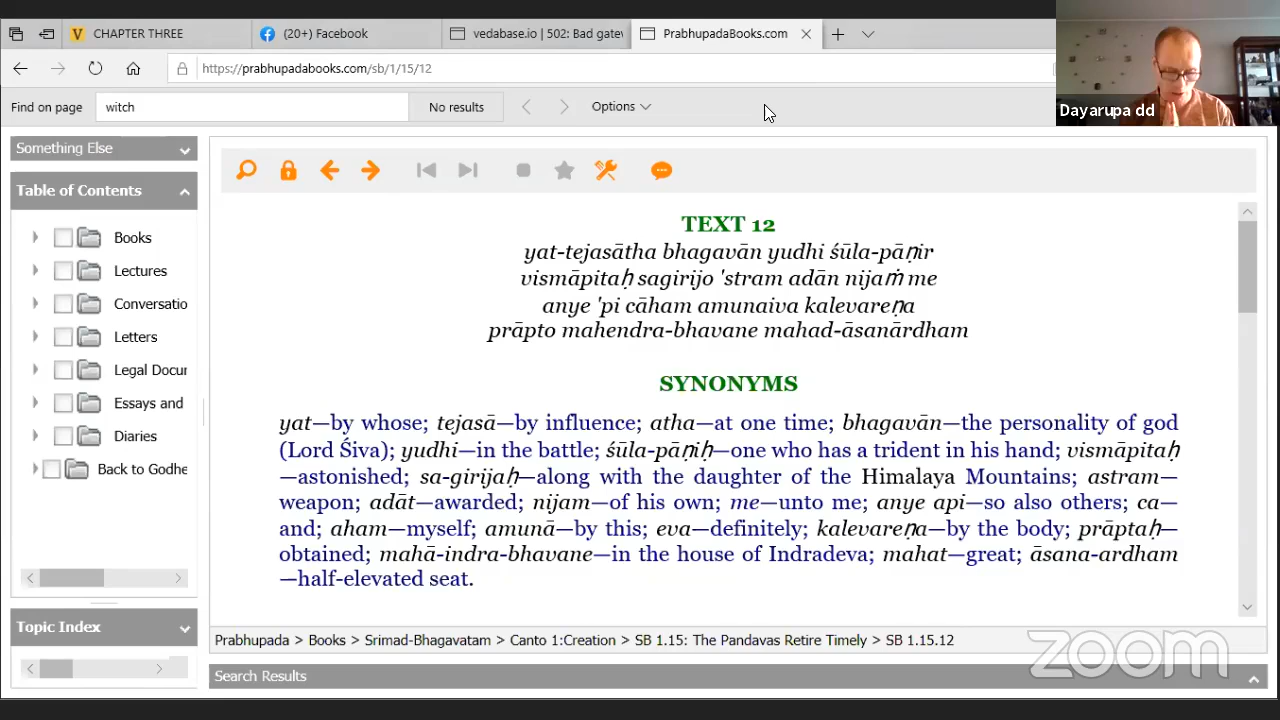 CHAPTER THREE
(20+) Facebook
vedabase.io | 502: Bad gate
PrabhupadaBooks.com
https://prabhupadabooks.com/sb/1/15/12
Find on page
witch
No results
Options
Dayarupa dd
Something Else
Table of Contents
Books
Lectures
Conversatio
Letters
Legal Docur
Essays and
Diaries
Back to Godhe
Topic Index
TEXT 12
yat-tejasātha bhagavān yudhi śūla-pāṇir
vismāpitaḥ sagirijo 'stram adān nijaṁ me
anye 'pi cāham amunaiva kalevareṇa
prāpto mahendra-bhavane mahad-āsanārdham
SYNONYMS
yat—by whose; tejasā—by influence; atha—at one time; bhagavān—the personality of god
(Lord Śiva); yudhi—in the battle; śūla-pāṇiḥ—one who has a trident in his hand; vismāpitaḥ
—astonished; sa-girijaḥ—along with the daughter of the Himalaya Mountains; astram—
weapon; adāt—awarded; nijam—of his own; me—unto me; anye api—so also others; ca—
and; aham—myself; amunā—by this; eva—definitely; kalevareṇa—by the body; prāptaḥ—
obtained; mahā-indra-bhavane—in the house of Indradeva; mahat—great; āsana-ardham
—half-elevated seat.
Prabhupada > Books > Srimad-Bhagavatam > Canto 1:Creation > SB 1.15: The Pandavas Retire Timely > SB 1.15.12
zoom
Search Results